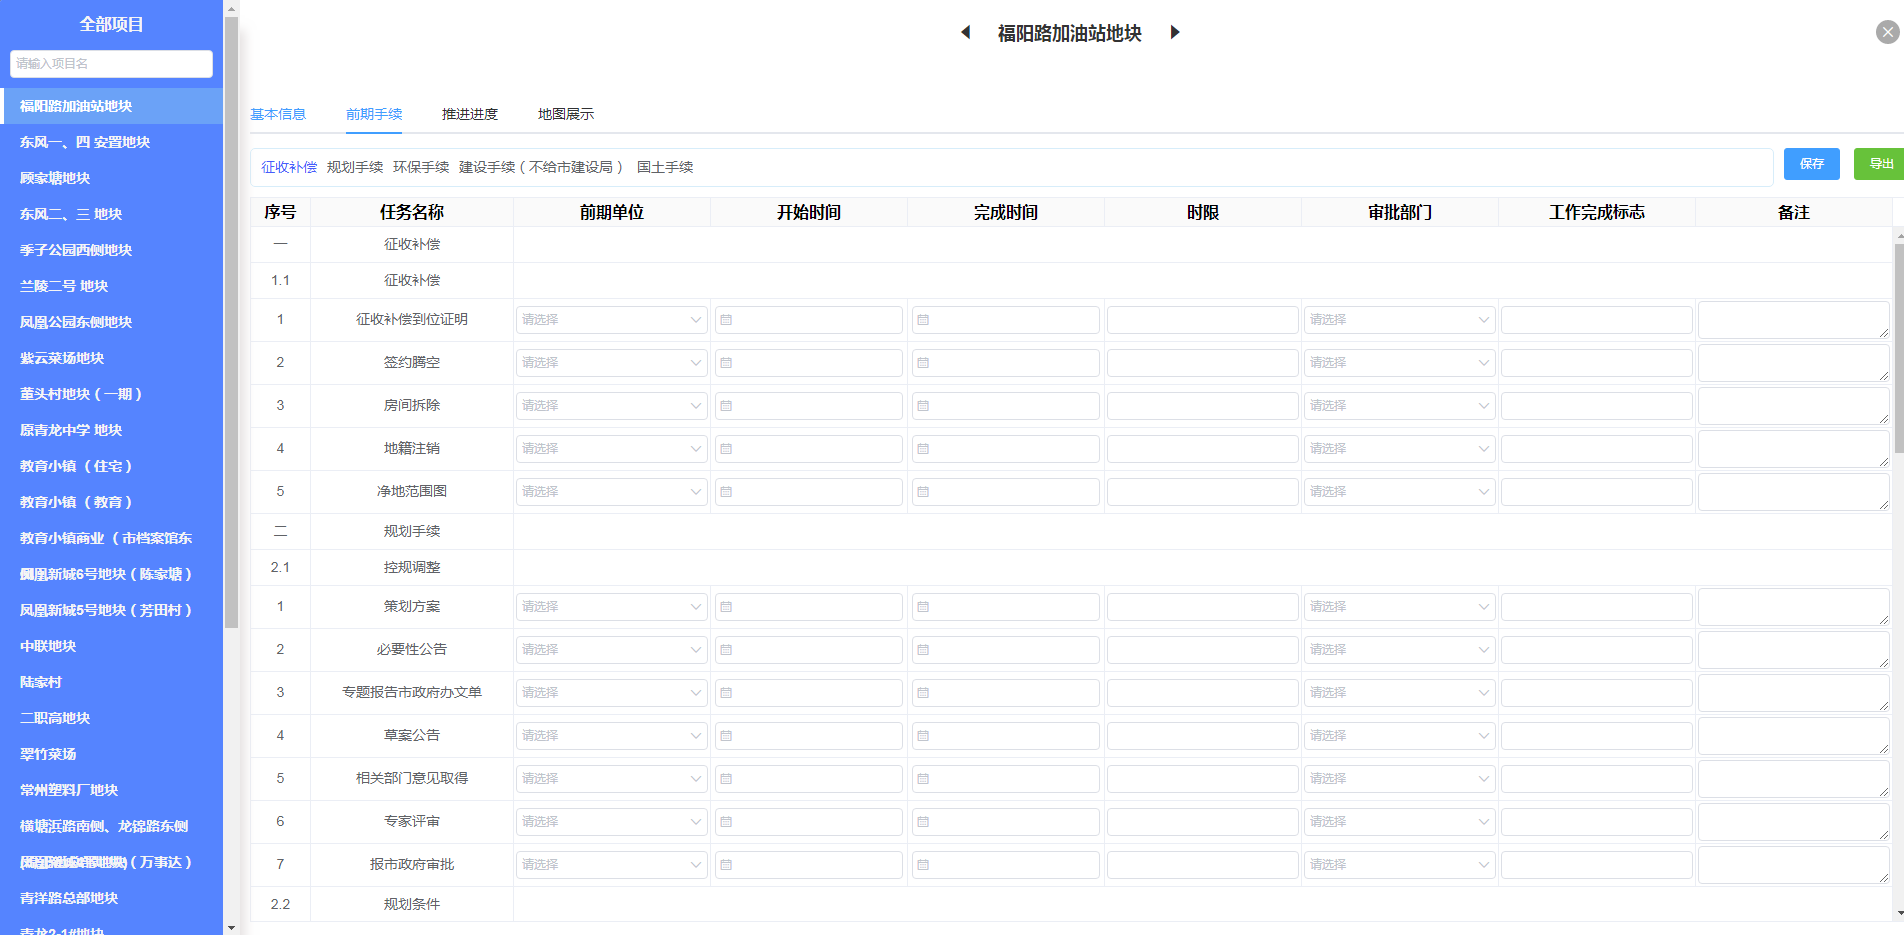 全部项目
请输入项目名
福阳路加油站地块
东风一、四 安置地块
顾家塘地块
东风二、三 地块
季子公园西侧地块
兰陵二号 地块
凤凰公园东侧地块
紫云菜场地块
董头村地块（一期）
原青龙中学 地块
教育小镇 （住宅）
教育小镇 （教育）
教育小镇商业 （市档案馆东
凤凰新城6号地块（陈家塘）
凤凰新城5号地块（芳田村）
中联地块
陆家村
二职高地块
翠竹菜场
常州塑料厂地块
横塘浜路南侧、龙锦路东侧
（万事达）
青洋路总部地块
青龙2-1#地块
福阳路加油站地块
基本信息 前期手续 推进进度 地图展示
征收补偿 规划手续 环保手续 建设手续（不给市建设局） 国土手续 保存 导出
序号 任务名称 前期单位 开始时间 完成时间 时限 审批部门 工作完成标志 备注
一 征收补偿
1.1 征收补偿
1 征收补偿到位证明 请选择 请选择
2 签约腾空 请选择 请选择
3 房间拆除 请选择 请选择
4 地籍注销 请选择 请选择
5 净地范围图 请选择 请选择
二 规划手续
2.1 控规调整
1 策划方案 请选择 请选择
2 必要性公告 请选择 请选择
3 专题报告市政府办文单 请选择 请选择
4 草案公告 请选择 请选择
5 相关部门意见取得 请选择 请选择
6 专家评审 请选择 请选择
7 报市政府审批 请选择 请选择
2.2 规划条件